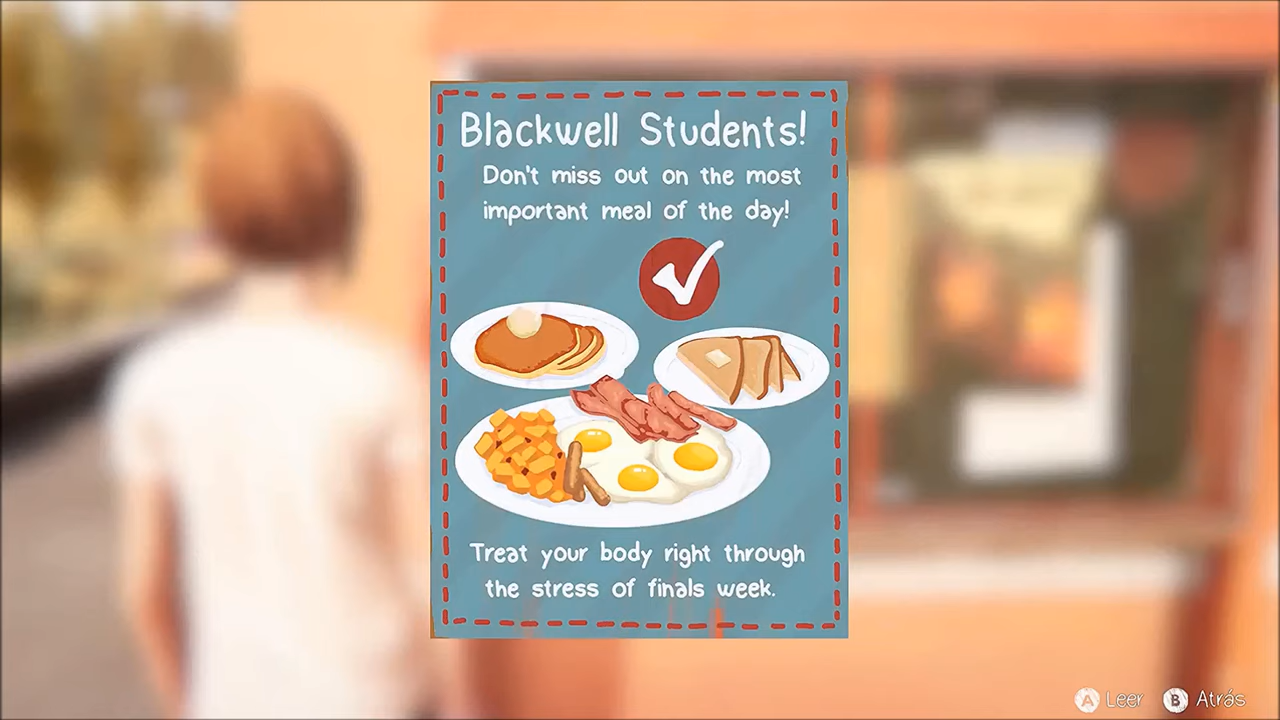 Blackwell Students!
Don't miss out on the most
important meal of the day!
Treat your body right through
the stress of finals week.
A Leer B Atrás